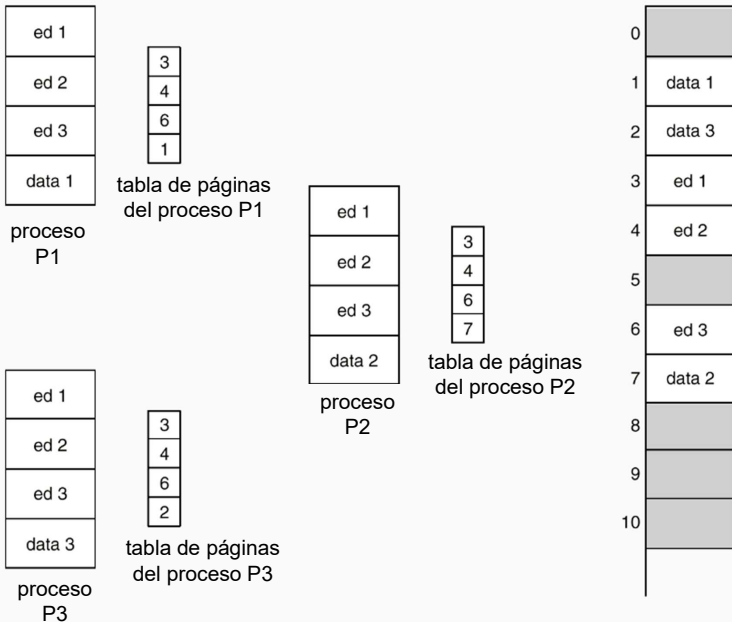 ed 1
ed 2
ed 3
data 1
proceso
P1
3
4
6
1
tabla de páginas
del proceso P1
ed 1
ed 2
ed 3
data 2
proceso
P2
3
4
6
7
tabla de páginas
del proceso P2
ed 1
ed 2
ed 3
data 3
proceso
P3
3
4
6
2
tabla de páginas
del proceso P3
0
1 data 1
2 data 3
3 ed 1
4 ed 2
5
6 ed 3
7 data 2
8
9
10